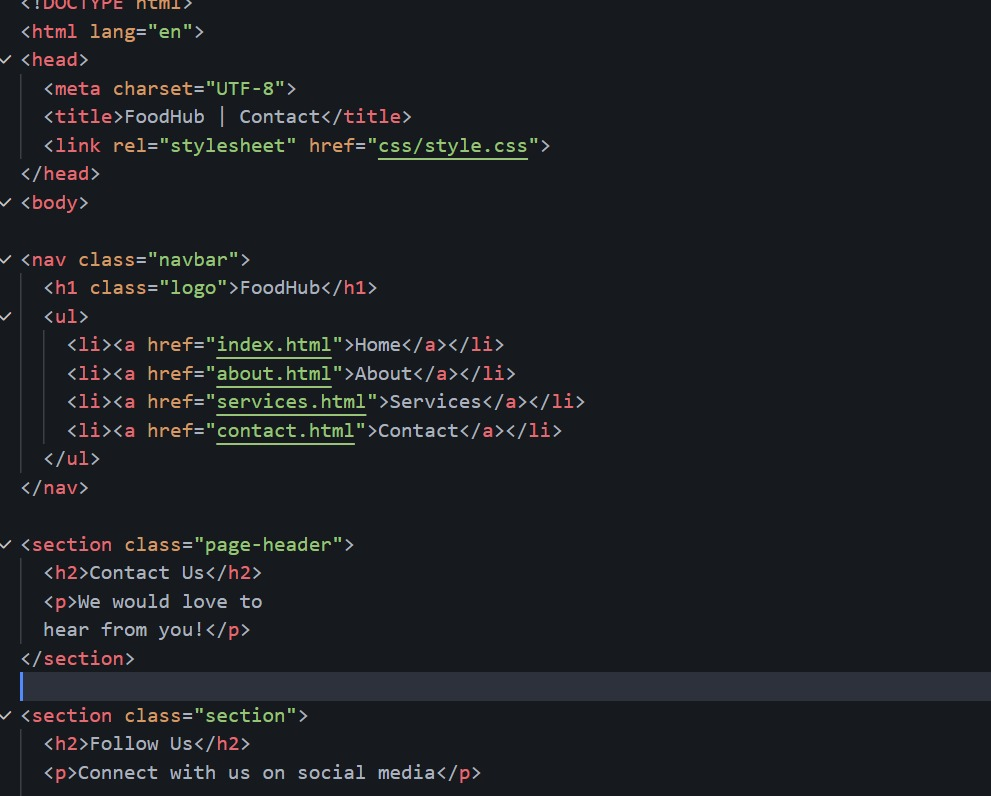 <!DOCTYPE html>
<html lang="en">
<head>
  <meta charset="UTF-8">
  <title>FoodHub | Contact</title>
  <link rel="stylesheet" href="css/style.css">
</head>
<body>

<nav class="navbar">
  <h1 class="logo">FoodHub</h1>
  <ul>
    <li><a href="index.html">Home</a></li>
    <li><a href="about.html">About</a></li>
    <li><a href="services.html">Services</a></li>
    <li><a href="contact.html">Contact</a></li>
  </ul>
</nav>

<section class="page-header">
  <h2>Contact Us</h2>
  <p>We would love to
  hear from you!</p>
</section>

<section class="section">
  <h2>Follow Us</h2>
  <p>Connect with us on social media</p>